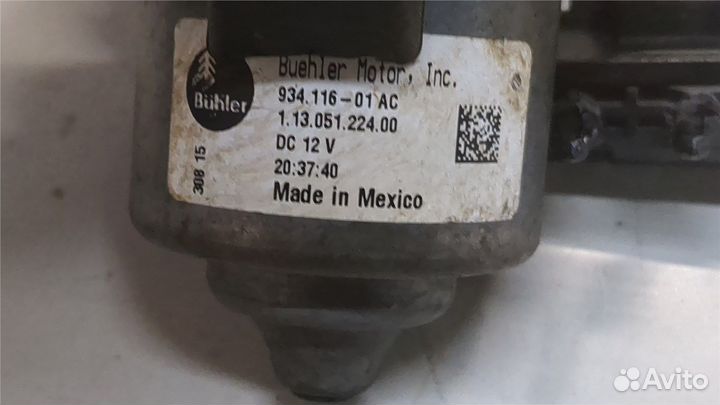 Buehler Motor, Inc.
Bühler
934.116-01 AC
1.13.051.224.00
DC 12 V
20:37:40
Made in Mexico
308 15
Avito